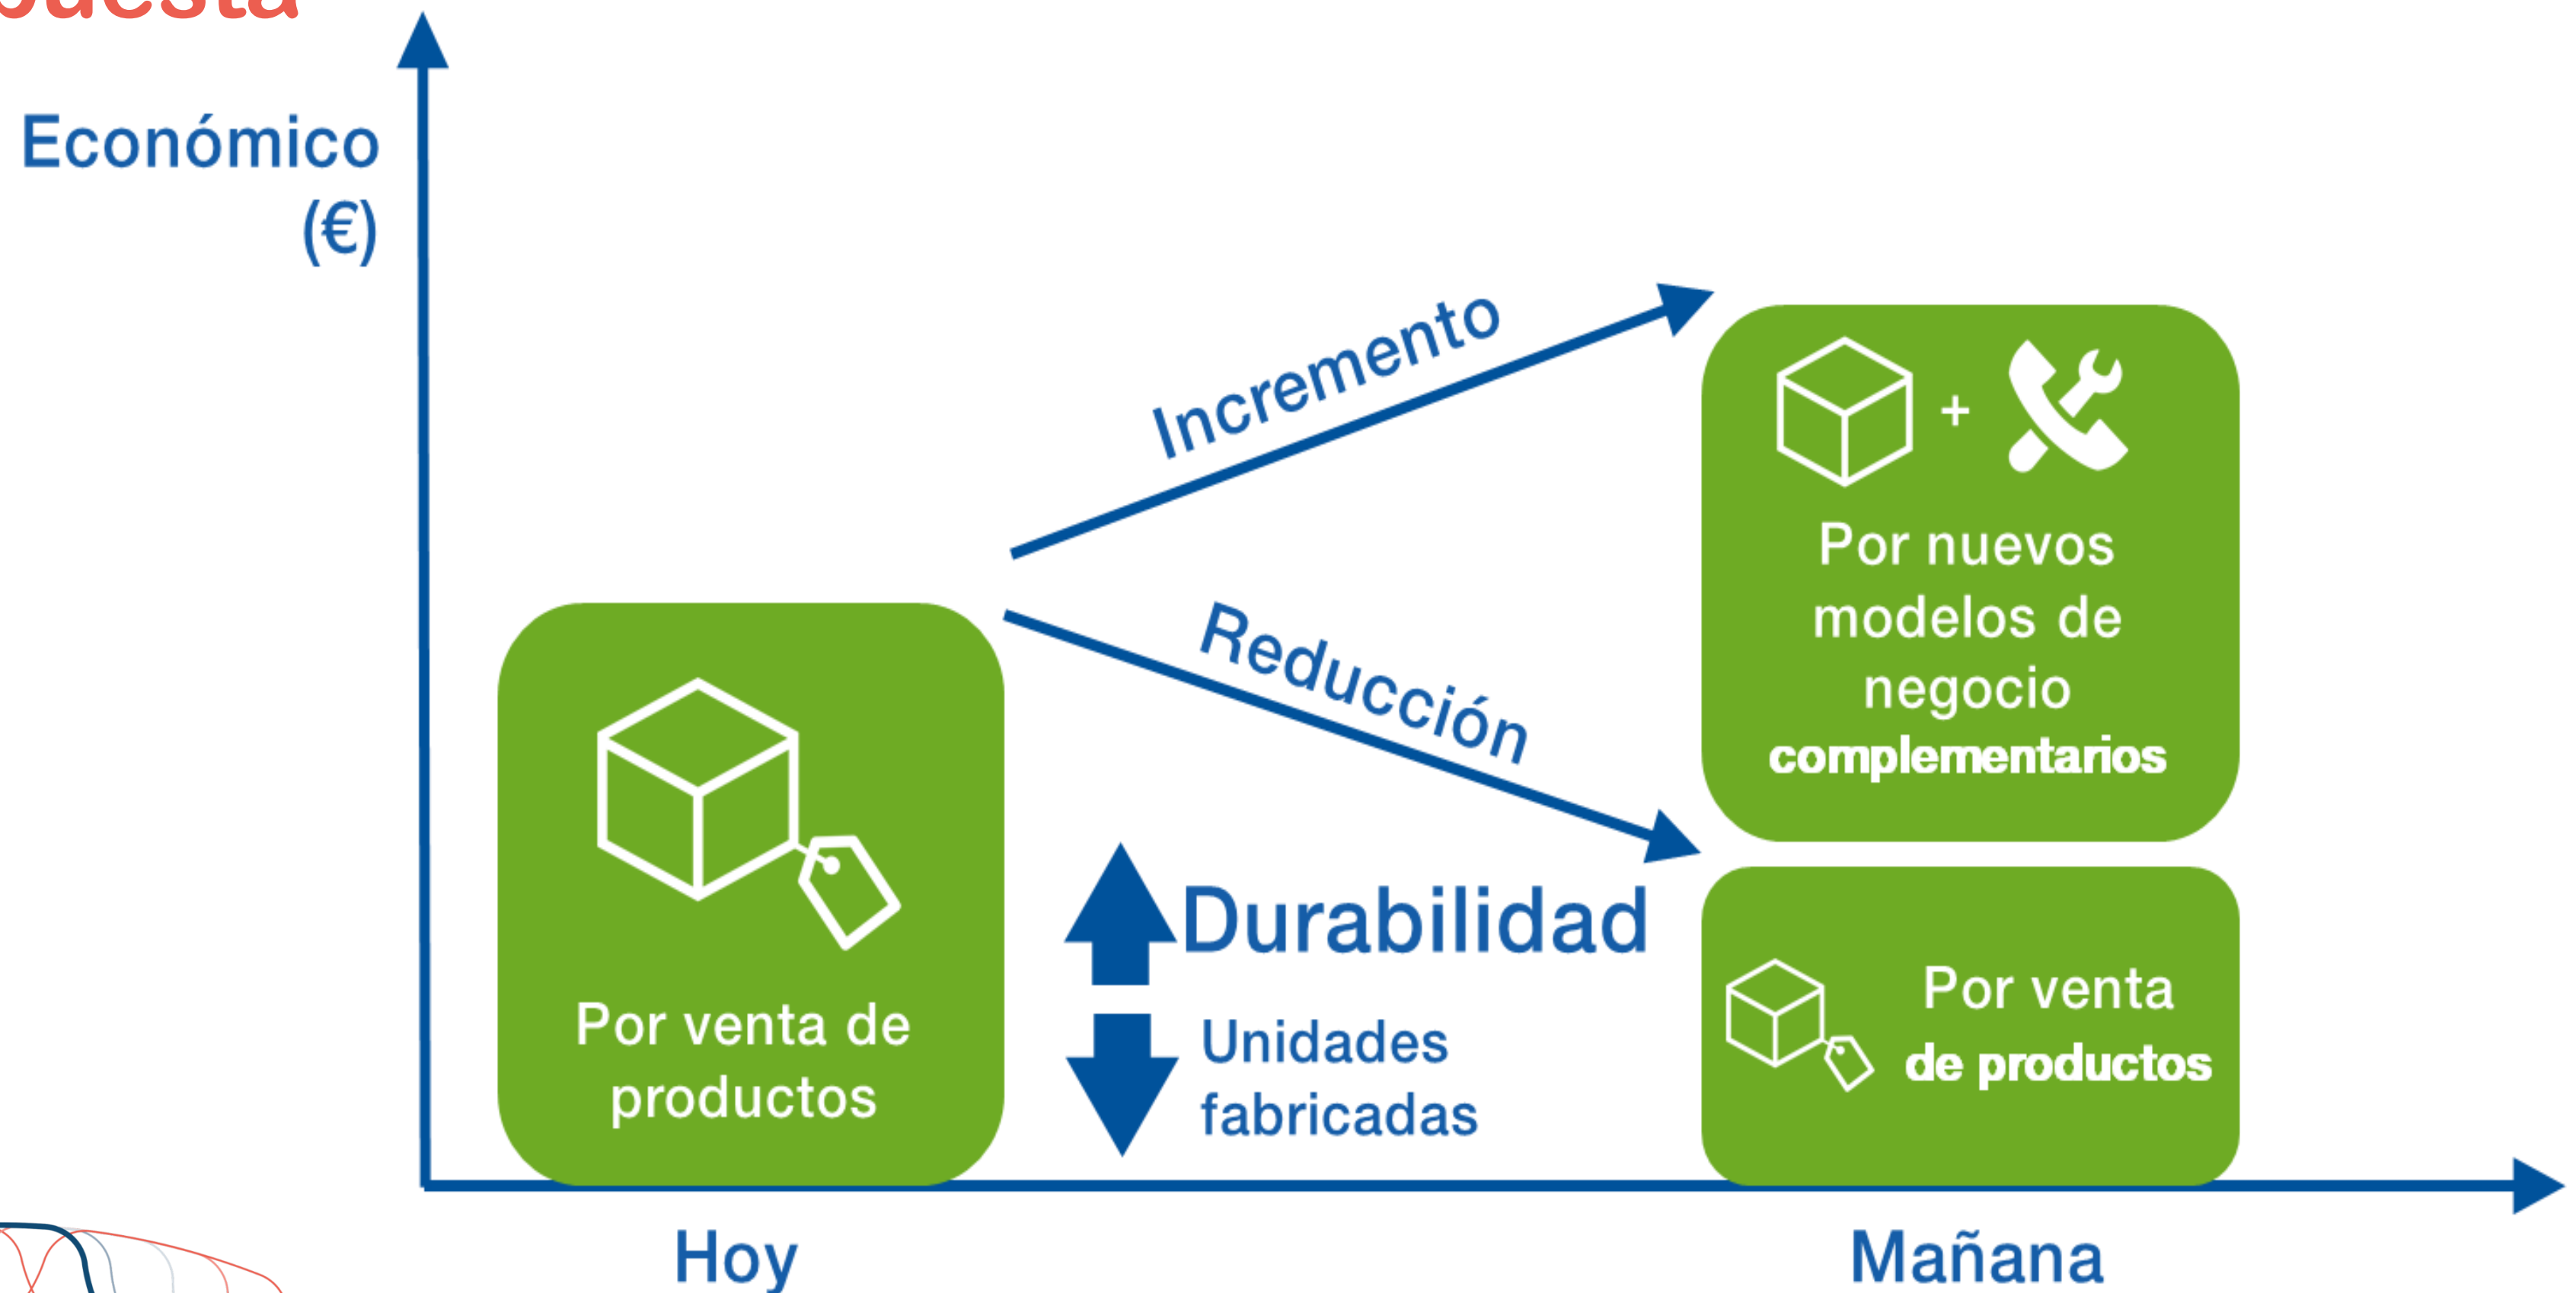 Económico
(€)
Incremento
Reducción
Por venta de
productos
Durabilidad
Unidades
fabricadas
+
Por nuevos
modelos de
negocio
complementarios
Por venta
de productos
Hoy
Mañana